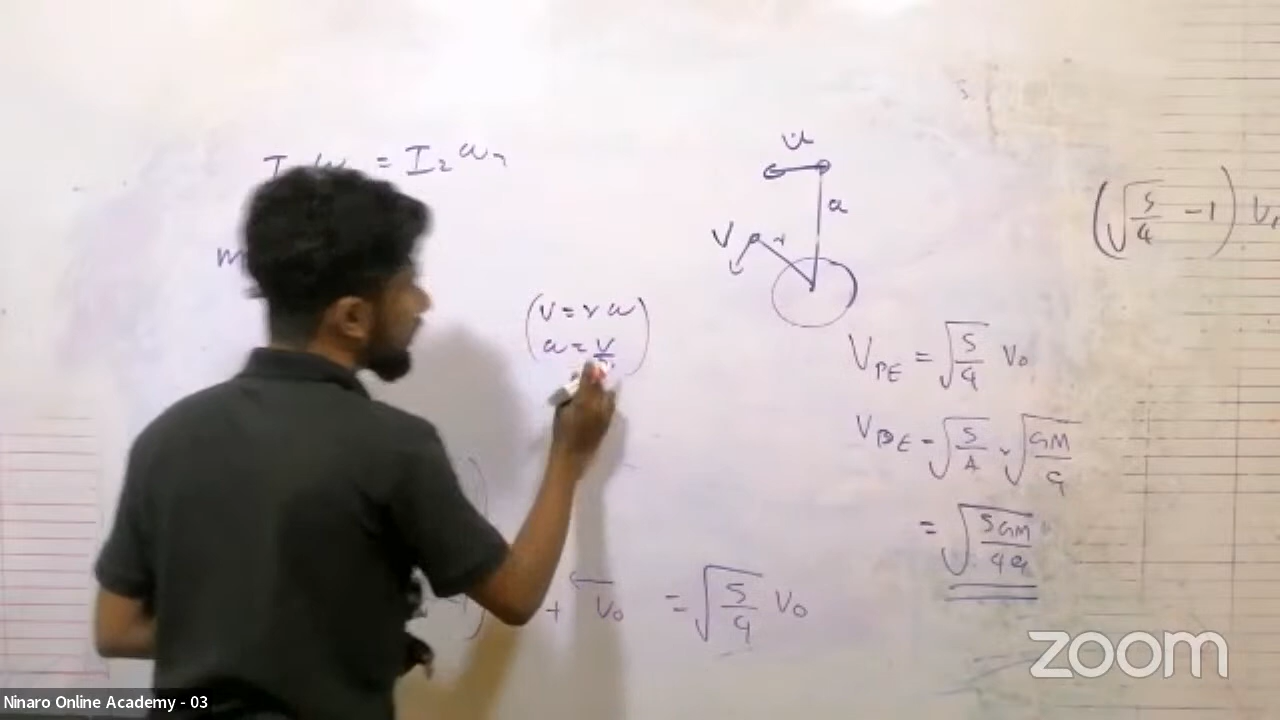 = I₂ω₂
m
(v = rω
ω = v/r)
u
a
V
r
(√(5/4) - 1) V
V_PE = √(5/4) V₀
V_PE = √(5/4) · √(GM/a)
= √(5GM/4a)
+ V₀ = √(5/4) V₀
zoom
Ninaro Online Academy - 03